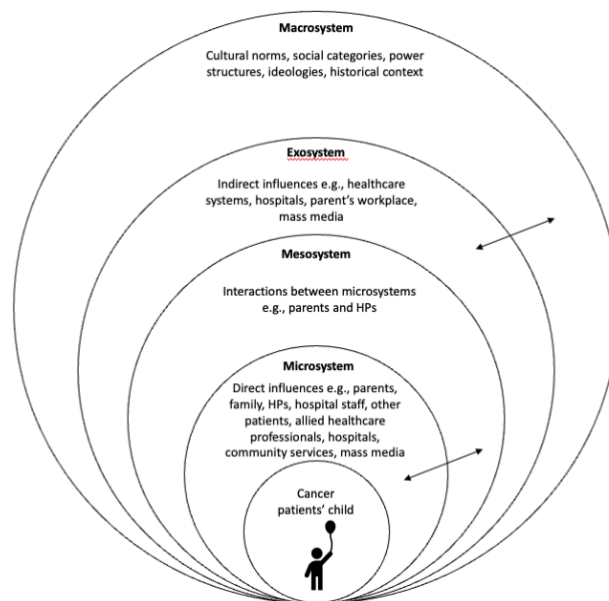 Macrosystem
Cultural norms, social categories, power
structures, ideologies, historical context
Exosystem
Indirect influences e.g., healthcare
systems, hospitals, parent's workplace,
mass media
Mesosystem
Interactions between microsystems
e.g., parents and HPs
Microsystem
Direct influences e.g., parents,
family, HPs, hospital staff, other
patients, allied healthcare
professionals, hospitals,
community services, mass media
Cancer
patients' child